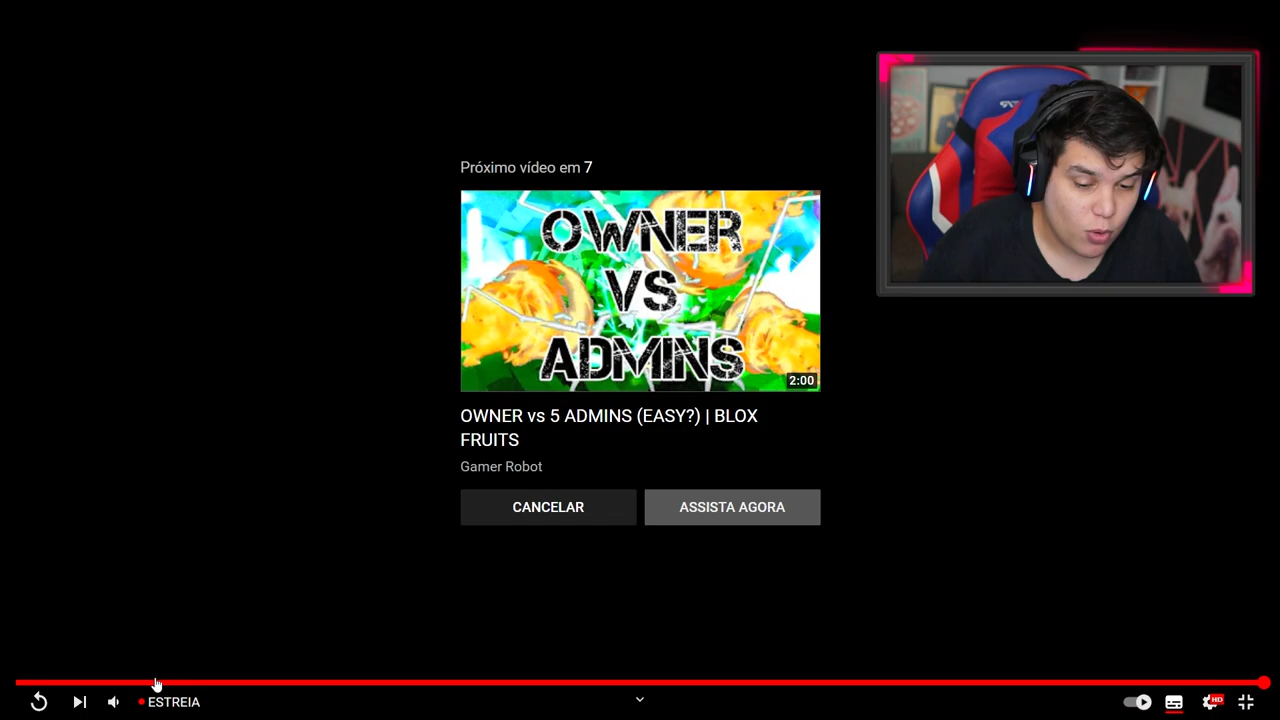 Próximo vídeo em 7
OWNER
VS
ADMINS
2:00
OWNER vs 5 ADMINS (EASY?) | BLOX
FRUITS
Gamer Robot
CANCELAR
ASSISTA AGORA
ESTREIA
HD